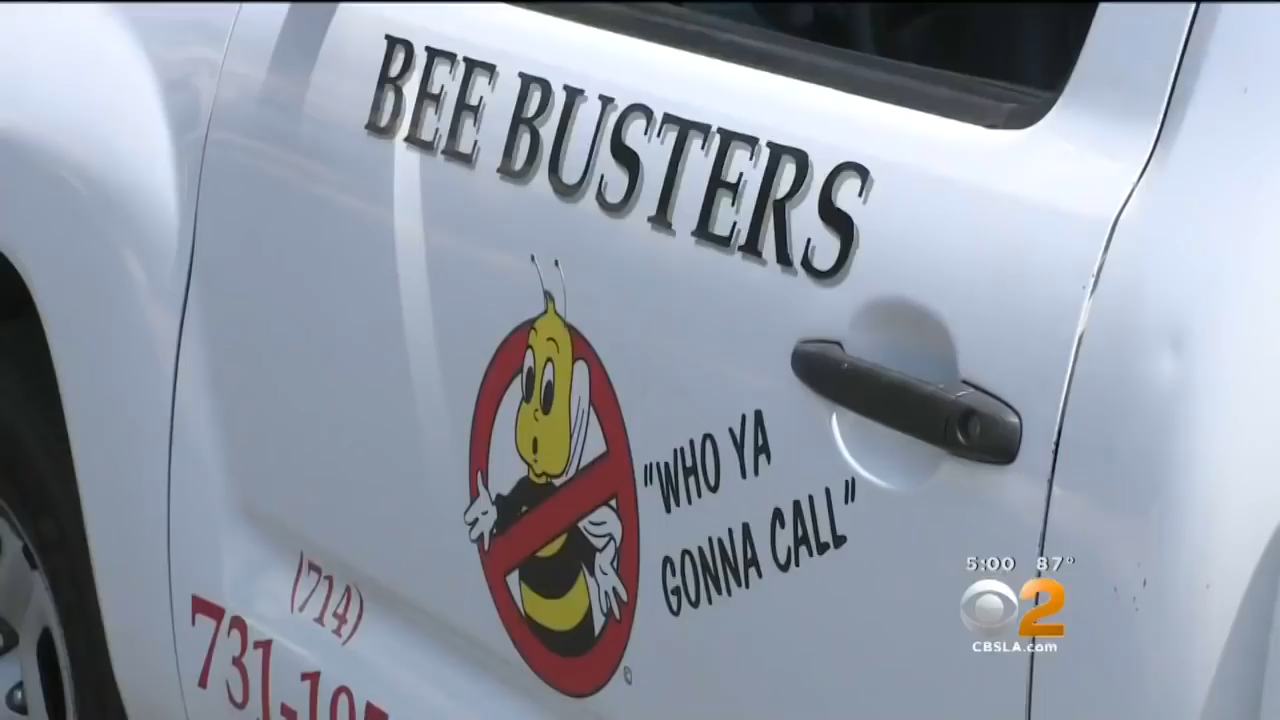 BEE BUSTERS
"WHO YA
GONNA CALL"
(714)
5:00 87°
2
CBSLA.com